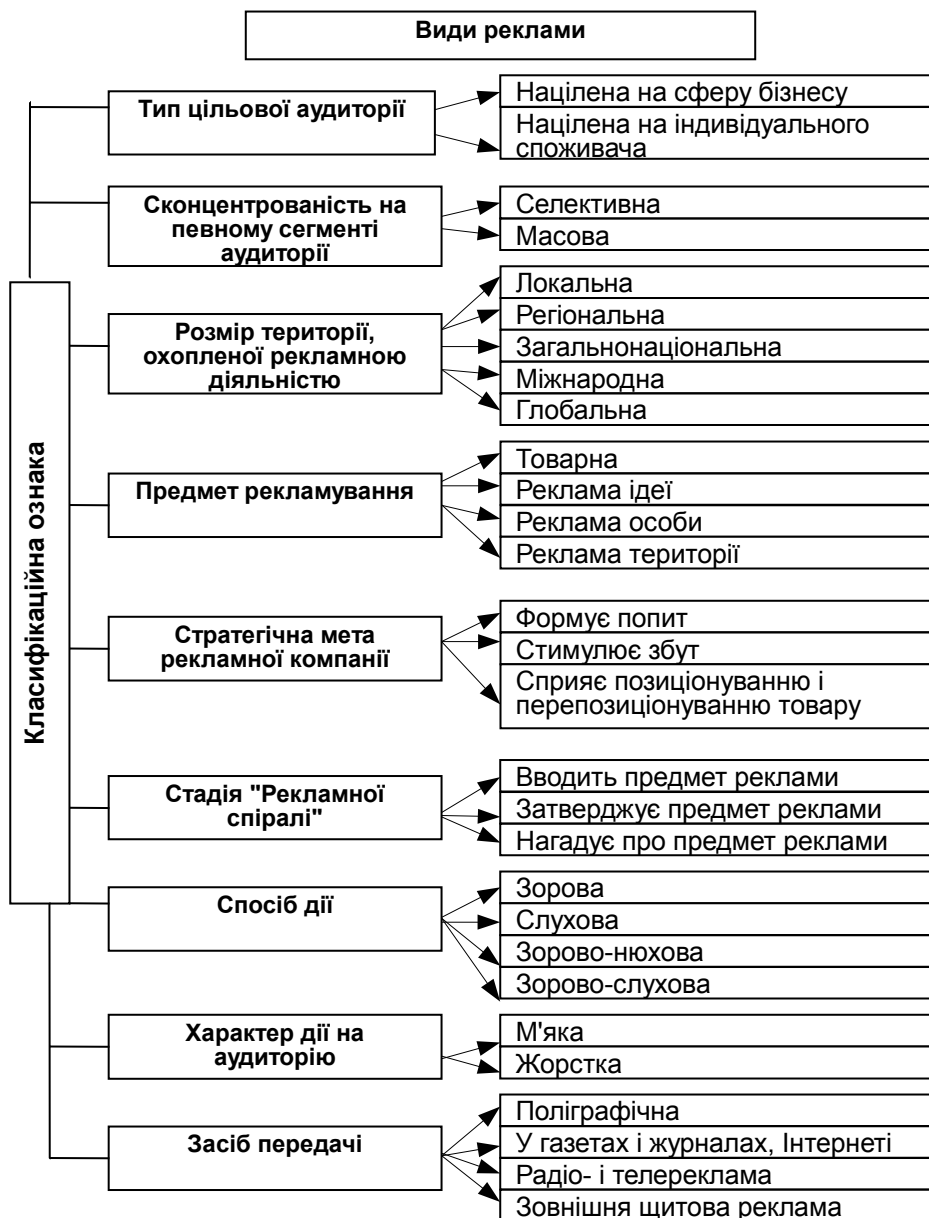 Види реклами
Класифікаційна ознака
Тип цільової аудиторії
Націлена на сферу бізнесу
Націлена на індивідуального
споживача
Сконцентрованість на
певному сегменті
аудиторії
Селективна
Масова
Розмір території,
охопленої рекламною
діяльністю
Локальна
Регіональна
Загальнонаціональна
Міжнародна
Глобальна
Предмет рекламування
Товарна
Реклама ідеї
Реклама особи
Реклама території
Стратегічна мета
рекламної компанії
Формує попит
Стимулює збут
Сприяє позиціонуванню і
перепозиціонуванню товару
Стадія "Рекламної
спіралі"
Вводить предмет реклами
Затверджує предмет реклами
Нагадує про предмет реклами
Спосіб дії
Зорова
Слухова
Зорово-нюхова
Зорово-слухова
Характер дії на
аудиторію
М'яка
Жорстка
Засіб передачі
Поліграфічна
У газетах і журналах, Інтернеті
Радіо- і телереклама
Зовнішня щитова реклама